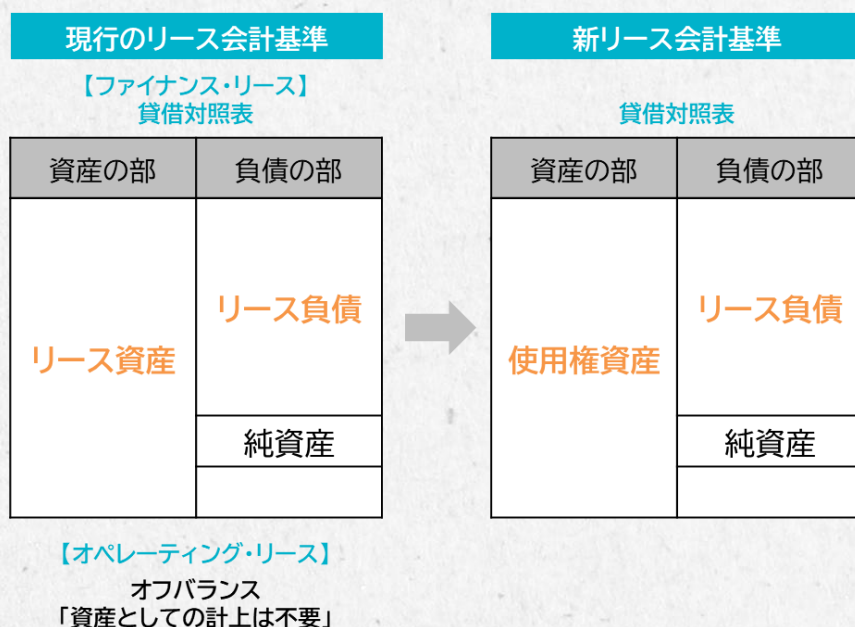 現行のリース会計基準
【ファイナンス・リース】
貸借対照表
資産の部 負債の部
リース資産
リース負債
純資産
【オペレーティング・リース】
オフバランス
「資産としての計上は不要」
新リース会計基準
貸借対照表
資産の部 負債の部
使用権資産
リース負債
純資産